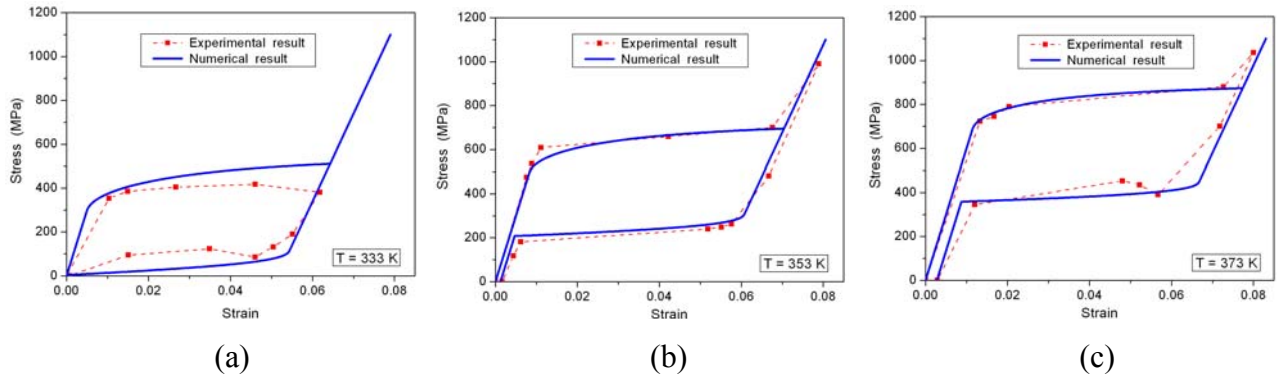 1200
1000
800
600
400
200
0
Stress (MPa)
0.00 0.02 0.04 0.06 0.08
Strain
Experimental result
Numerical result
T = 333 K
(a)
1200
1000
800
600
400
200
0
Stress (MPa)
0.00 0.02 0.04 0.06 0.08
Strain
Experimental result
Numerical result
T = 353 K
(b)
1200
1000
800
600
400
200
0
Stress (MPa)
0.00 0.02 0.04 0.06 0.08
Strain
Experimental result
Numerical result
T = 373 K
(c)